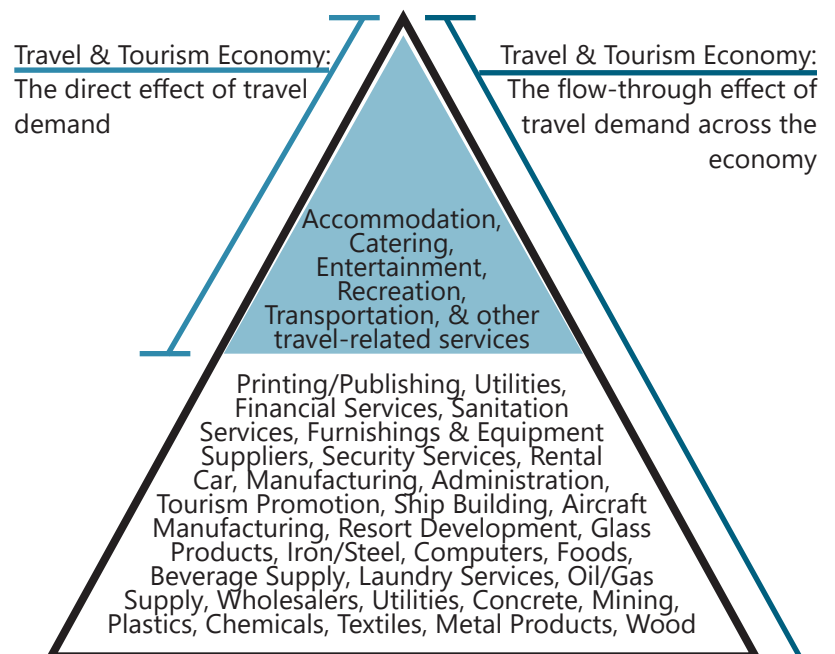 Travel & Tourism Economy:
The direct effect of travel
demand
Travel & Tourism Economy:
The flow-through effect of
travel demand across the
economy
Accommodation,
Catering,
Entertainment,
Recreation,
Transportation, & other
travel-related services
Printing/Publishing, Utilities,
Financial Services, Sanitation
Services, Furnishings & Equipment
Suppliers, Security Services, Rental
Car, Manufacturing, Administration,
Tourism Promotion, Ship Building, Aircraft
Manufacturing, Resort Development, Glass
Products, Iron/Steel, Computers, Foods,
Beverage Supply, Laundry Services, Oil/Gas
Supply, Wholesalers, Utilities, Concrete, Mining,
Plastics, Chemicals, Textiles, Metal Products, Wood